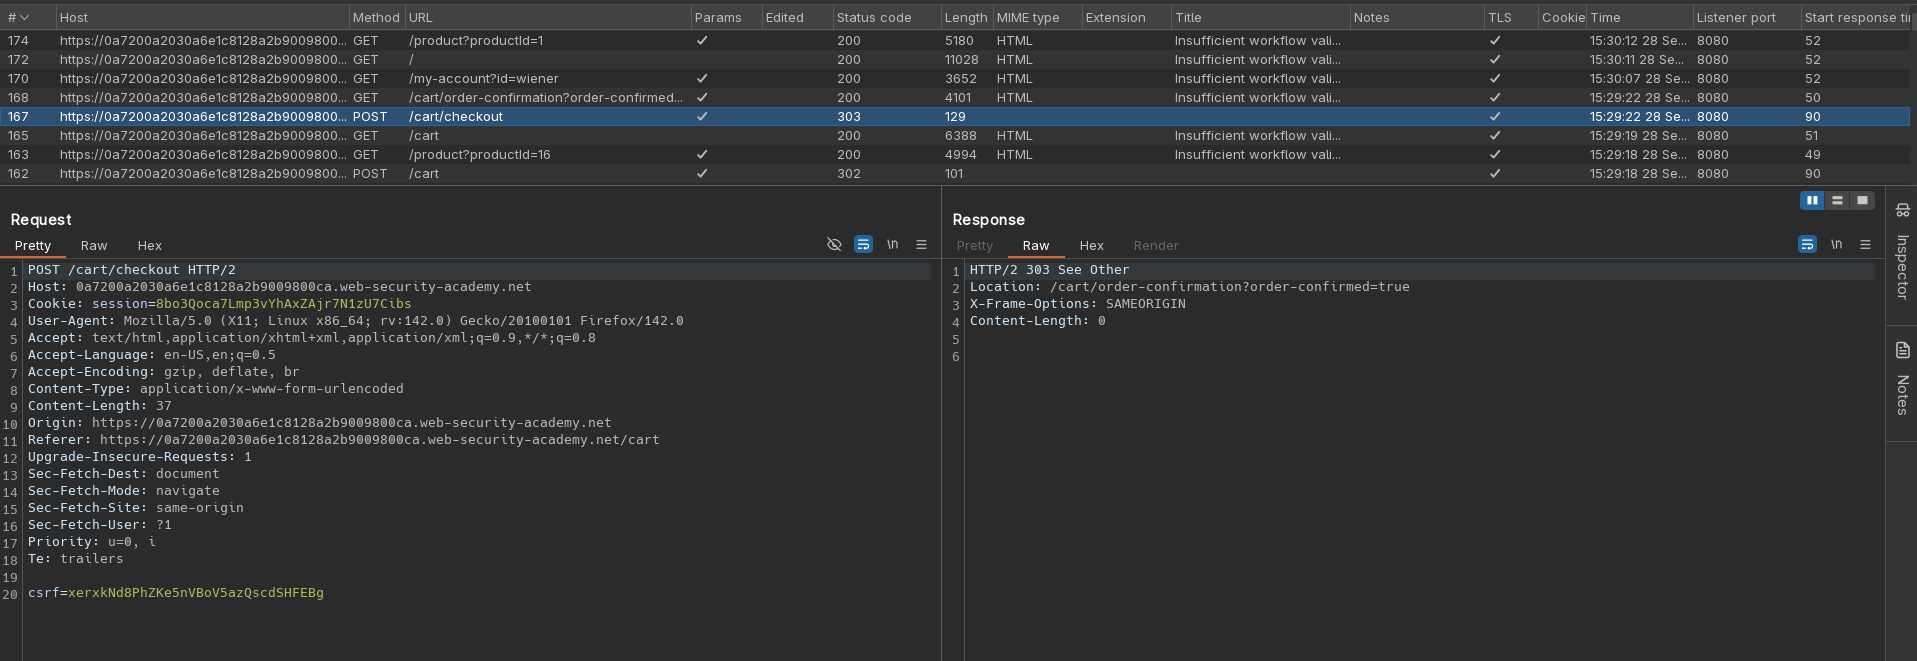 # Host Method URL Params Edited Status code Length MIME type Extension Title Notes TLS Cookie Time Listener port Start response ti
174 https://0a7200a2030a6e1c8128a2b9009800... GET /product?productId=1 ✓ 200 5180 HTML Insufficient workflow vali... ✓ 15:30:12 28 Se... 8080 52
172 https://0a7200a2030a6e1c8128a2b9009800... GET / 200 11028 HTML Insufficient workflow vali... ✓ 15:30:11 28 Se... 8080 52
170 https://0a7200a2030a6e1c8128a2b9009800... GET /my-account?id=wiener ✓ 200 3652 HTML Insufficient workflow vali... ✓ 15:30:07 28 Se... 8080 52
168 https://0a7200a2030a6e1c8128a2b9009800... GET /cart/order-confirmation?order-confirmed... ✓ 200 4101 HTML Insufficient workflow vali... ✓ 15:29:22 28 Se... 8080 50
167 https://0a7200a2030a6e1c8128a2b9009800... POST /cart/checkout ✓ 303 129 ✓ 15:29:22 28 Se... 8080 90
165 https://0a7200a2030a6e1c8128a2b9009800... GET /cart 200 6388 HTML Insufficient workflow vali... ✓ 15:29:19 28 Se... 8080 51
163 https://0a7200a2030a6e1c8128a2b9009800... GET /product?productId=16 ✓ 200 4994 HTML Insufficient workflow vali... ✓ 15:29:18 28 Se... 8080 49
162 https://0a7200a2030a6e1c8128a2b9009800... POST /cart ✓ 302 101 ✓ 15:29:18 28 Se... 8080 90
Request
Pretty Raw Hex \n
1 POST /cart/checkout HTTP/2
2 Host: 0a7200a2030a6e1c8128a2b9009800ca.web-security-academy.net
3 Cookie: session=8bo3Qoca7Lmp3vYhAxZAjr7N1zU7Cibs
4 User-Agent: Mozilla/5.0 (X11; Linux x86_64; rv:142.0) Gecko/20100101 Firefox/142.0
5 Accept: text/html,application/xhtml+xml,application/xml;q=0.9,*/*;q=0.8
6 Accept-Language: en-US,en;q=0.5
7 Accept-Encoding: gzip, deflate, br
8 Content-Type: application/x-www-form-urlencoded
9 Content-Length: 37
10 Origin: https://0a7200a2030a6e1c8128a2b9009800ca.web-security-academy.net
11 Referer: https://0a7200a2030a6e1c8128a2b9009800ca.web-security-academy.net/cart
12 Upgrade-Insecure-Requests: 1
13 Sec-Fetch-Dest: document
14 Sec-Fetch-Mode: navigate
15 Sec-Fetch-Site: same-origin
16 Sec-Fetch-User: ?1
17 Priority: u=0, i
18 Te: trailers
19
20 csrf=xerxkNd8PhZKe5nVBoV5azQscdSHFEBg
Response
Pretty Raw Hex Render \n
1 HTTP/2 303 See Other
2 Location: /cart/order-confirmation?order-confirmed=true
3 X-Frame-Options: SAMEORIGIN
4 Content-Length: 0
5
6
Inspector
Notes